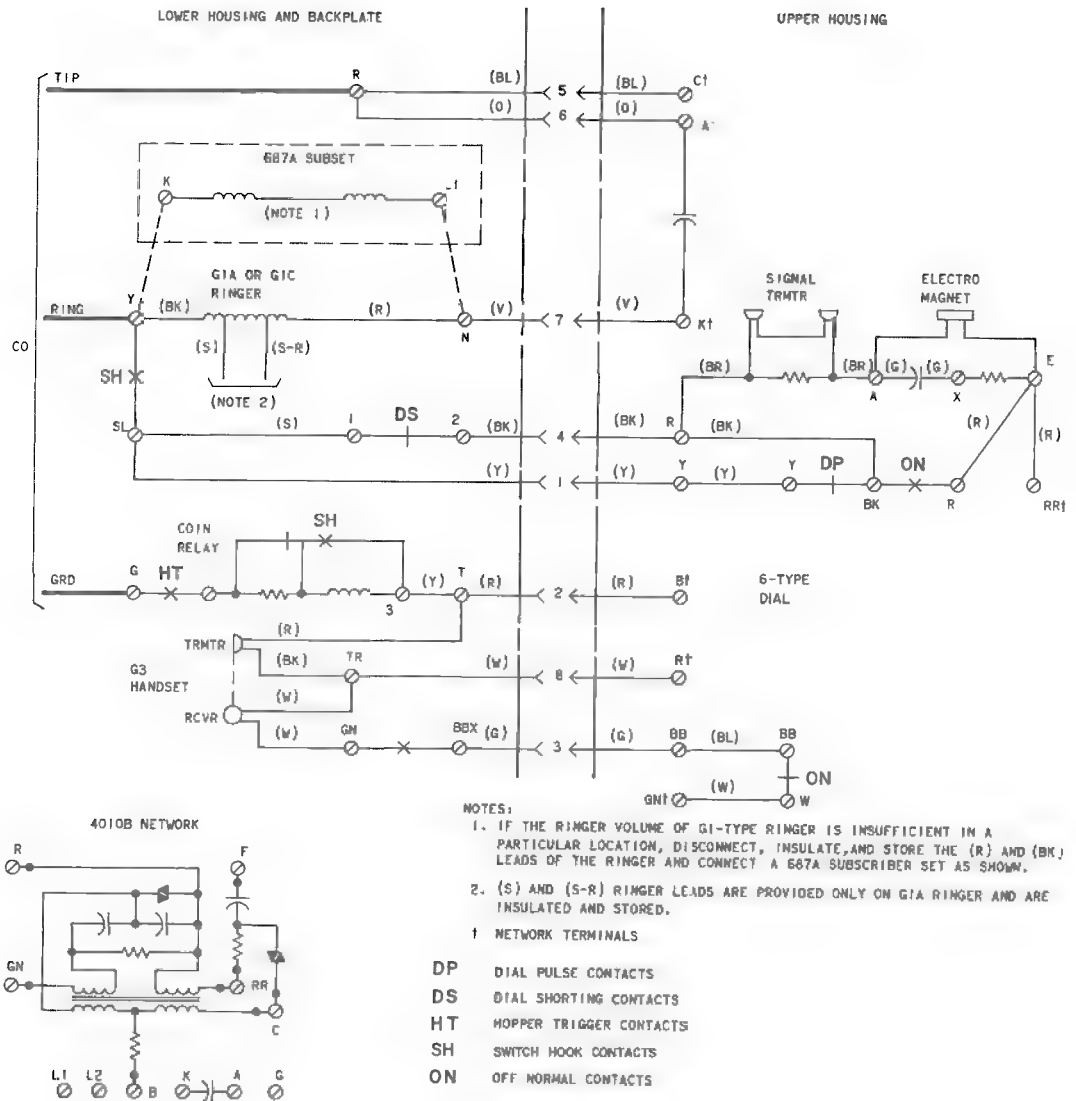 LOWER HOUSING AND BACKPLATE
UPPER HOUSING
TIP
R
(BL)
5
(BL)
C†
(O)
6
(O)
A
687A SUBSET
K
(NOTE 1)
G1A OR G1C
RINGER
RING
Y
(BK)
(R)
N
(V)
7
(V)
K†
SIGNAL
TRMTR
ELECTRO
MAGNET
CO
SH
(S)
(S-R)
(NOTE 2)
(BR)
(BR)
A
(G)
(G)
X
E
(R)
(R)
SL
(S)
1
DS
2
(BK)
4
(BK)
R
(BK)
(Y)
1
(Y)
Y
(Y)
Y
DP
BK
ON
R
RR†
COIN
RELAY
SH
GRD
G
HT
3
(Y)
T
(R)
2
(R)
B†
6-TYPE
DIAL
TRMTR
(R)
(BK)
TR
(W)
8
(W)
R†
G3
HANDSET
(W)
RCVR
(W)
GN
BBX
(G)
3
(G)
BB
(BL)
BB
ON
GN†
(W)
W
4010B NETWORK
R
F
GN
RR
C
L1
L2
B
K
A
G
NOTES:
1. IF THE RINGER VOLUME OF G1-TYPE RINGER IS INSUFFICIENT IN A
PARTICULAR LOCATION, DISCONNECT, INSULATE, AND STORE THE (R) AND (BK)
LEADS OF THE RINGER AND CONNECT A 687A SUBSCRIBER SET AS SHOWN.
2. (S) AND (S-R) RINGER LEADS ARE PROVIDED ONLY ON G1A RINGER AND ARE
INSULATED AND STORED.
† NETWORK TERMINALS
DP DIAL PULSE CONTACTS
DS DIAL SHORTING CONTACTS
HT HOPPER TRIGGER CONTACTS
SH SWITCH HOOK CONTACTS
ON OFF NORMAL CONTACTS